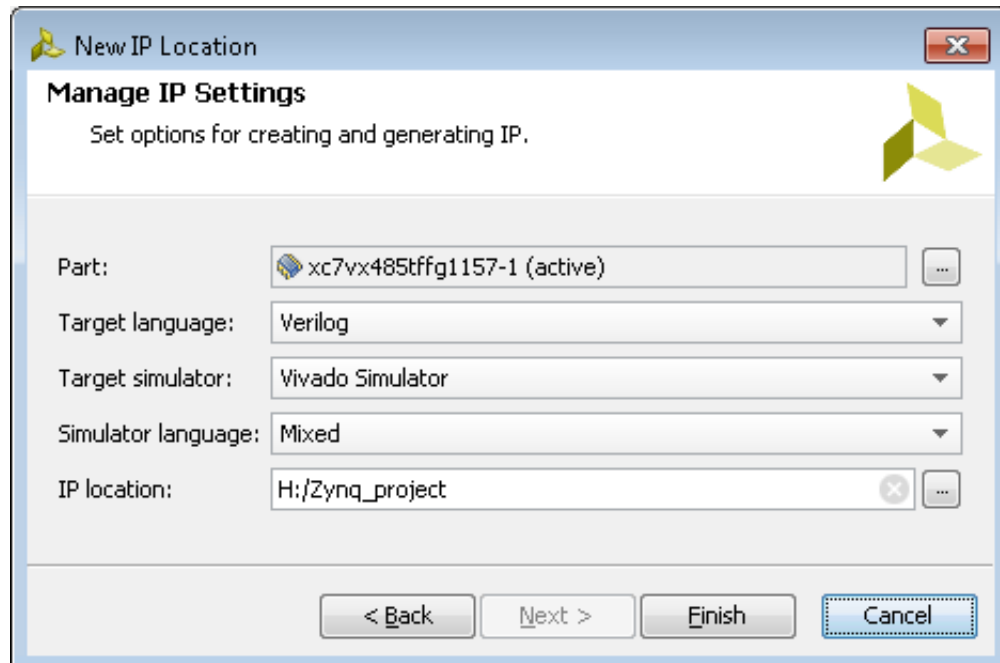 New IP Location
Manage IP Settings
Set options for creating and generating IP.
Part: xc7vx485tffg1157-1 (active) ...
Target language: Verilog
Target simulator: Vivado Simulator
Simulator language: Mixed
IP location: H:/Zynq_project ...
< Back Next > Finish Cancel